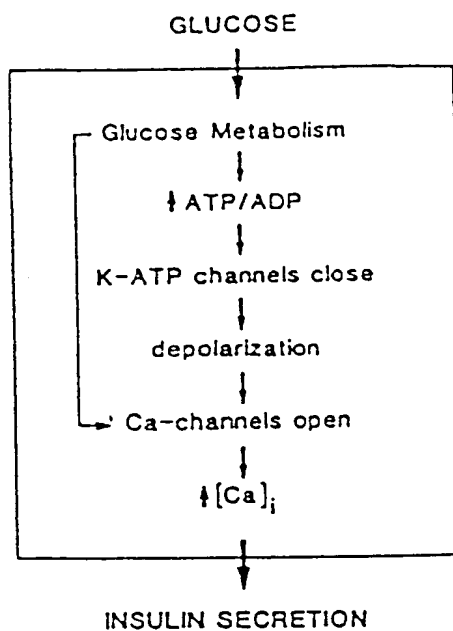 GLUCOSE
Glucose Metabolism
ATP/ADP
K-ATP channels close
depolarization
Ca-channels open
[Ca]i
INSULIN SECRETION